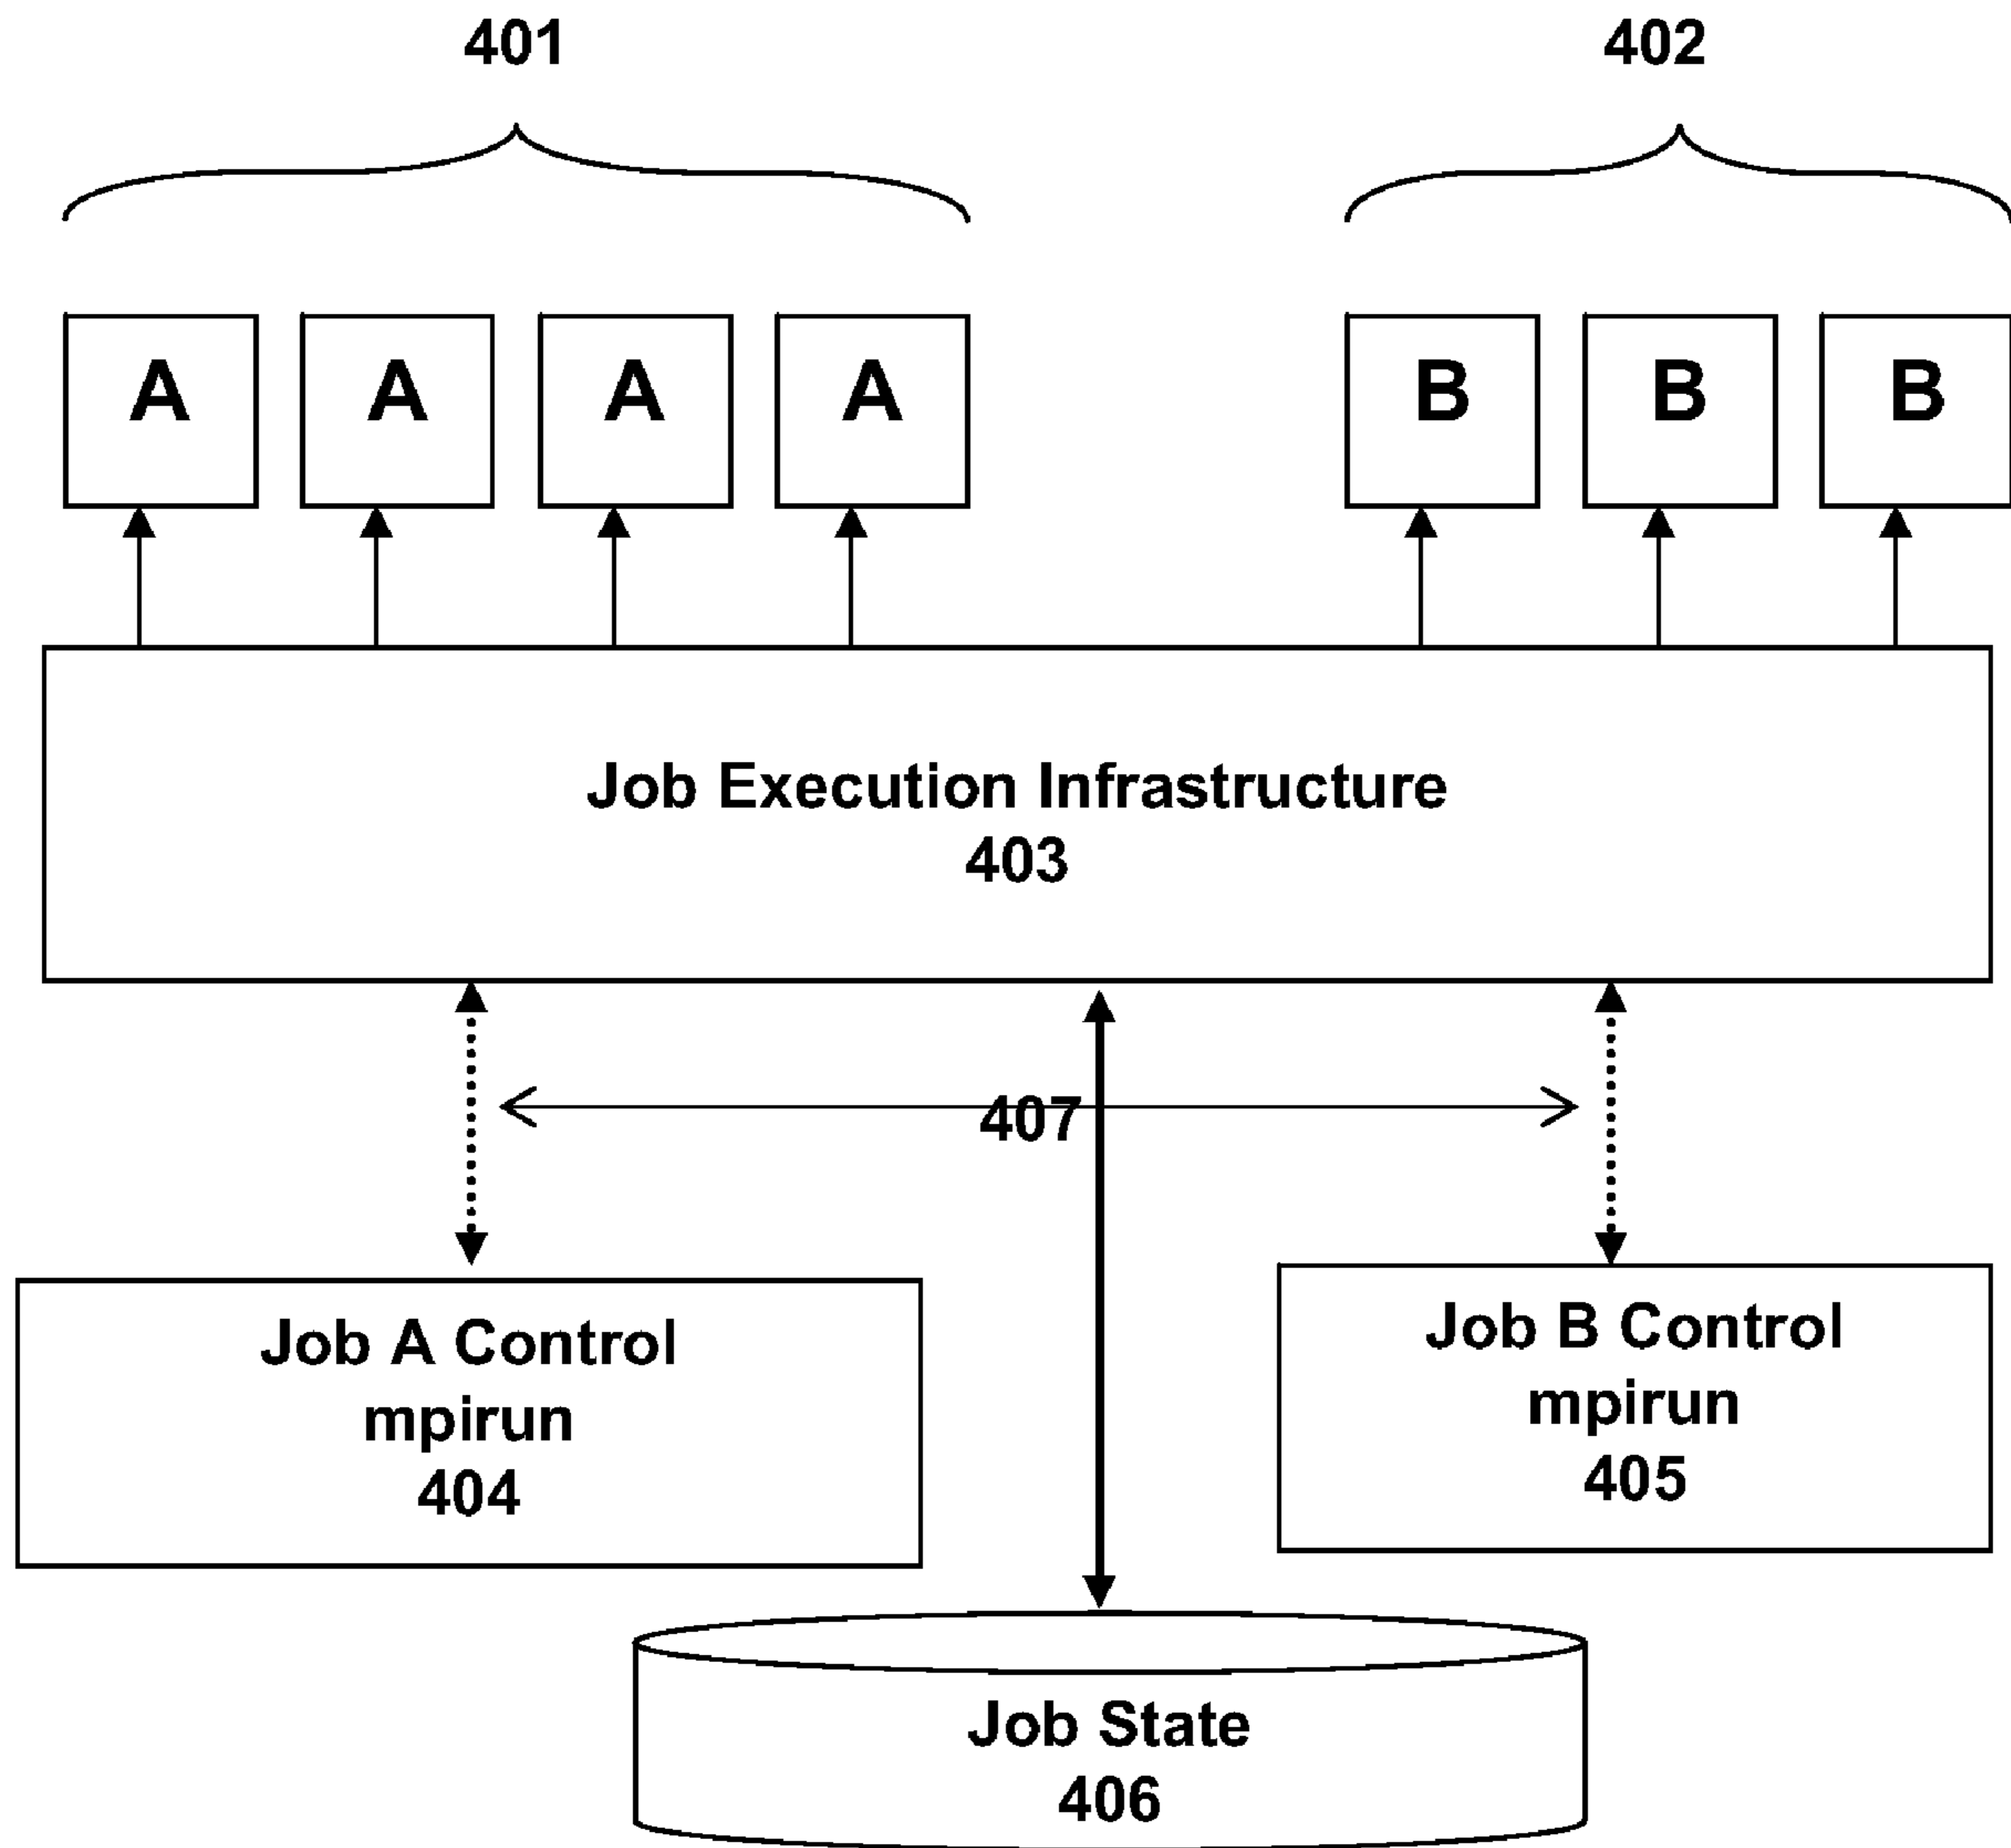 401
402
A A A A B B B
Job Execution Infrastructure
403
407
Job A Control
mpirun
404
Job B Control
mpirun
405
Job State
406